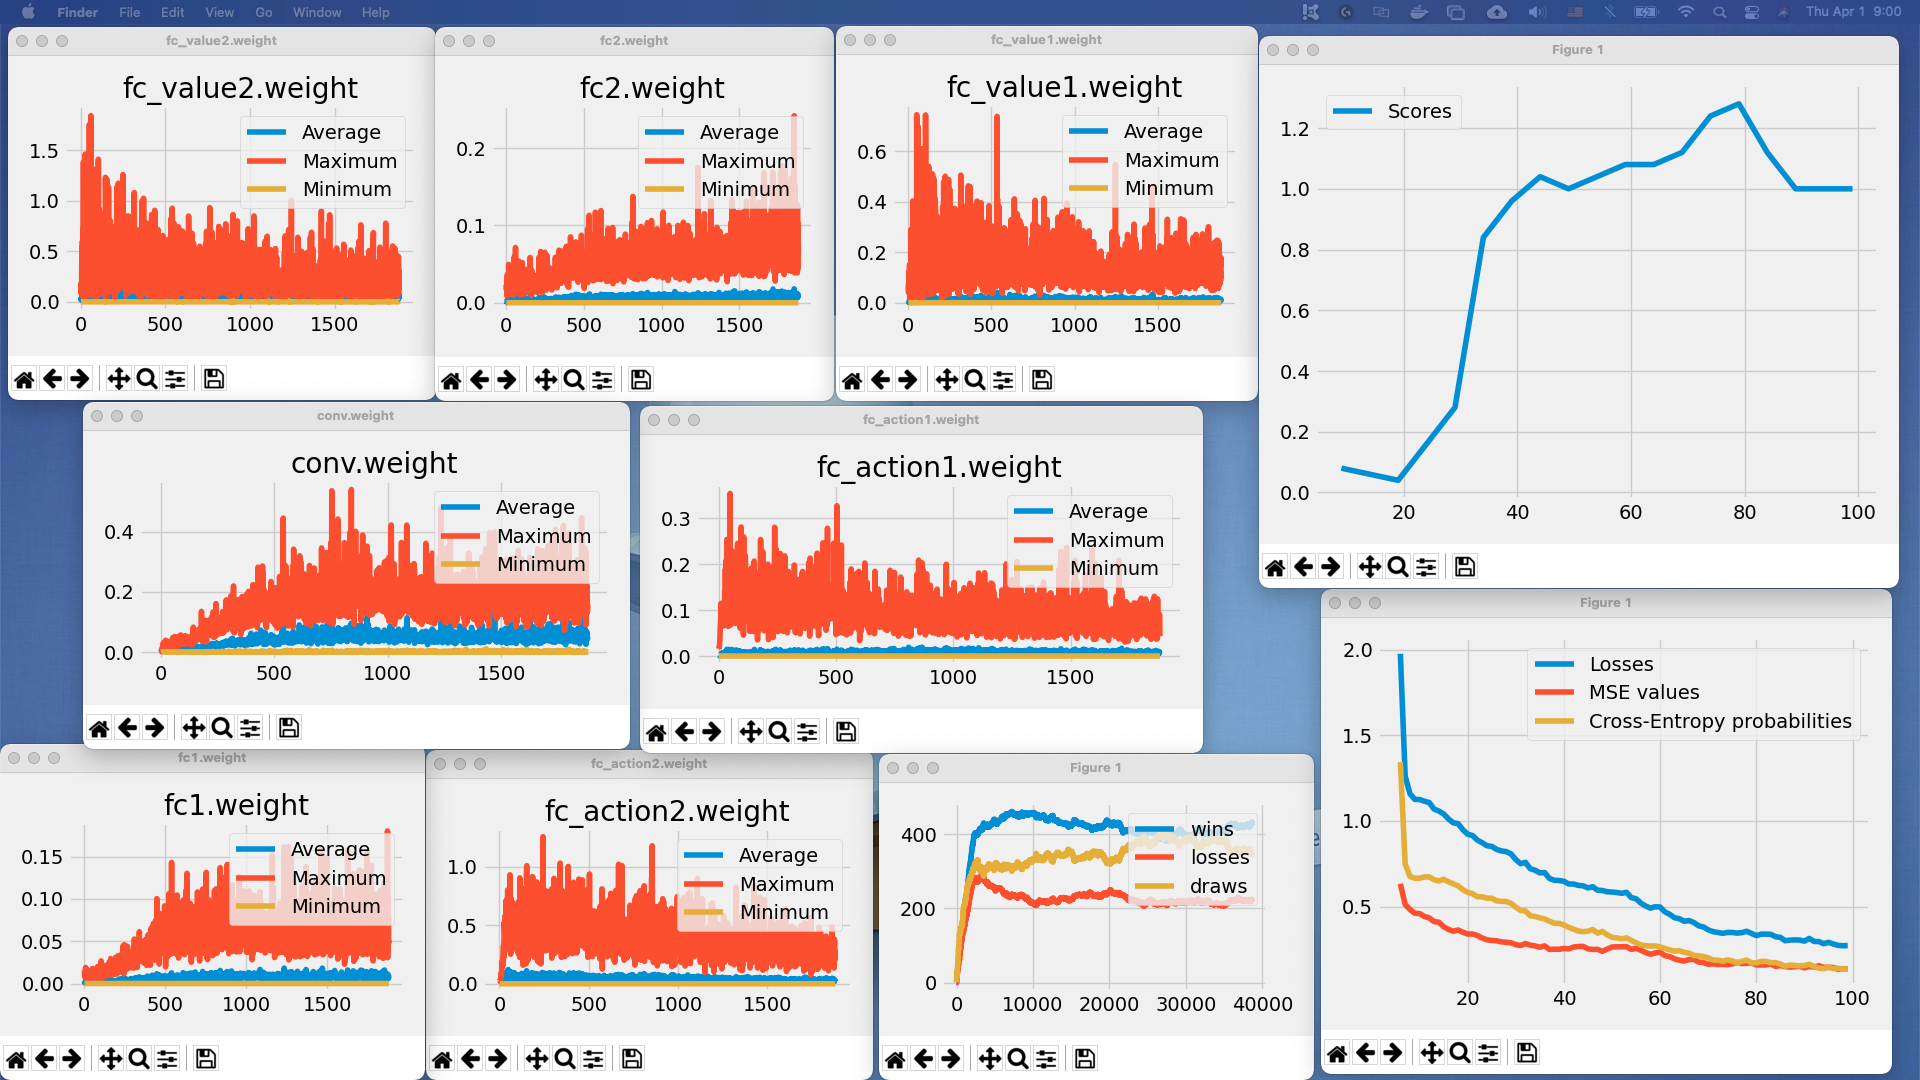 Finder File Edit View Go Window Help
Thu Apr 1 9:00
fc_value2.weight
fc_value2.weight
Average
Maximum
Minimum
1.5
1.0
0.5
0.0
0 500 1000 1500
fc2.weight
fc2.weight
Average
Maximum
Minimum
0.2
0.1
0.0
0 500 1000 1500
fc_value1.weight
fc_value1.weight
Average
Maximum
Minimum
0.6
0.4
0.2
0.0
0 500 1000 1500
Figure 1
Scores
1.2
1.0
0.8
0.6
0.4
0.2
0.0
20 40 60 80 100
conv.weight
conv.weight
Average
Maximum
Minimum
0.4
0.2
0.0
0 500 1000 1500
fc_action1.weight
fc_action1.weight
Average
Maximum
Minimum
0.3
0.2
0.1
0.0
0 500 1000 1500
Figure 1
Losses
MSE values
Cross-Entropy probabilities
2.0
1.5
1.0
0.5
20 40 60 80 100
fc1.weight
fc1.weight
Average
Maximum
Minimum
0.15
0.10
0.05
0.00
0 500 1000 1500
fc_action2.weight
fc_action2.weight
Average
Maximum
Minimum
1.0
0.5
0.0
0 500 1000 1500
Figure 1
wins
losses
draws
400
200
0
0 10000 20000 30000 40000